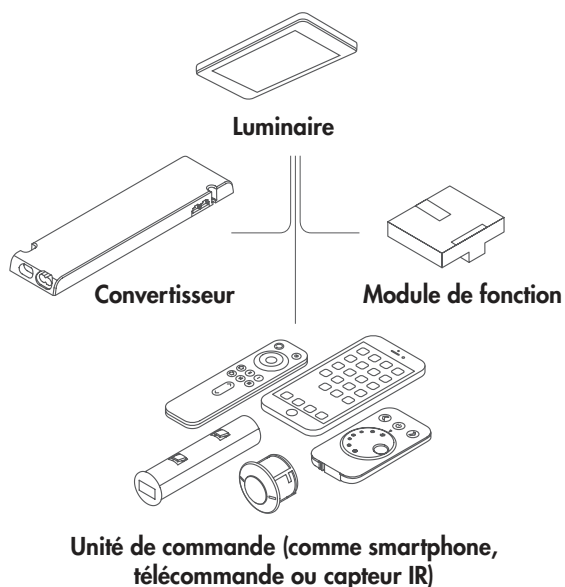 Luminaire
Convertisseur
Module de fonction
Unité de commande (comme smartphone,
télécommande ou capteur IR)